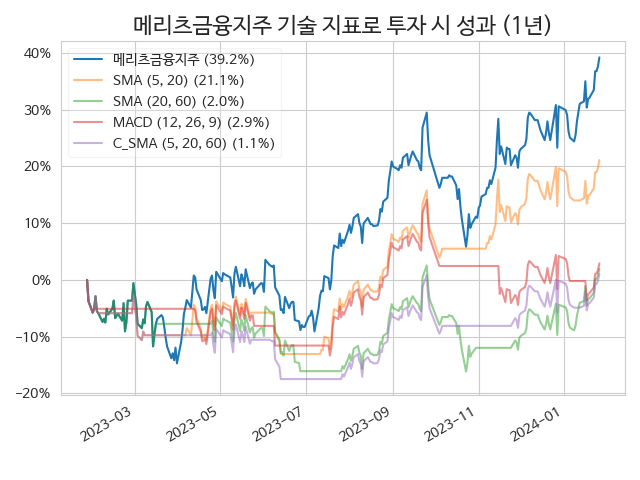 메리츠금융지주 기술 지표로 투자 시 성과 (1년)
40%
30%
20%
10%
0%
−10%
−20%
메리츠금융지주 (39.2%)
SMA (5, 20) (21.1%)
SMA (20, 60) (2.0%)
MACD (12, 26, 9) (2.9%)
C_SMA (5, 20, 60) (1.1%)
2023-03
2023-05
2023-07
2023-09
2023-11
2024-01